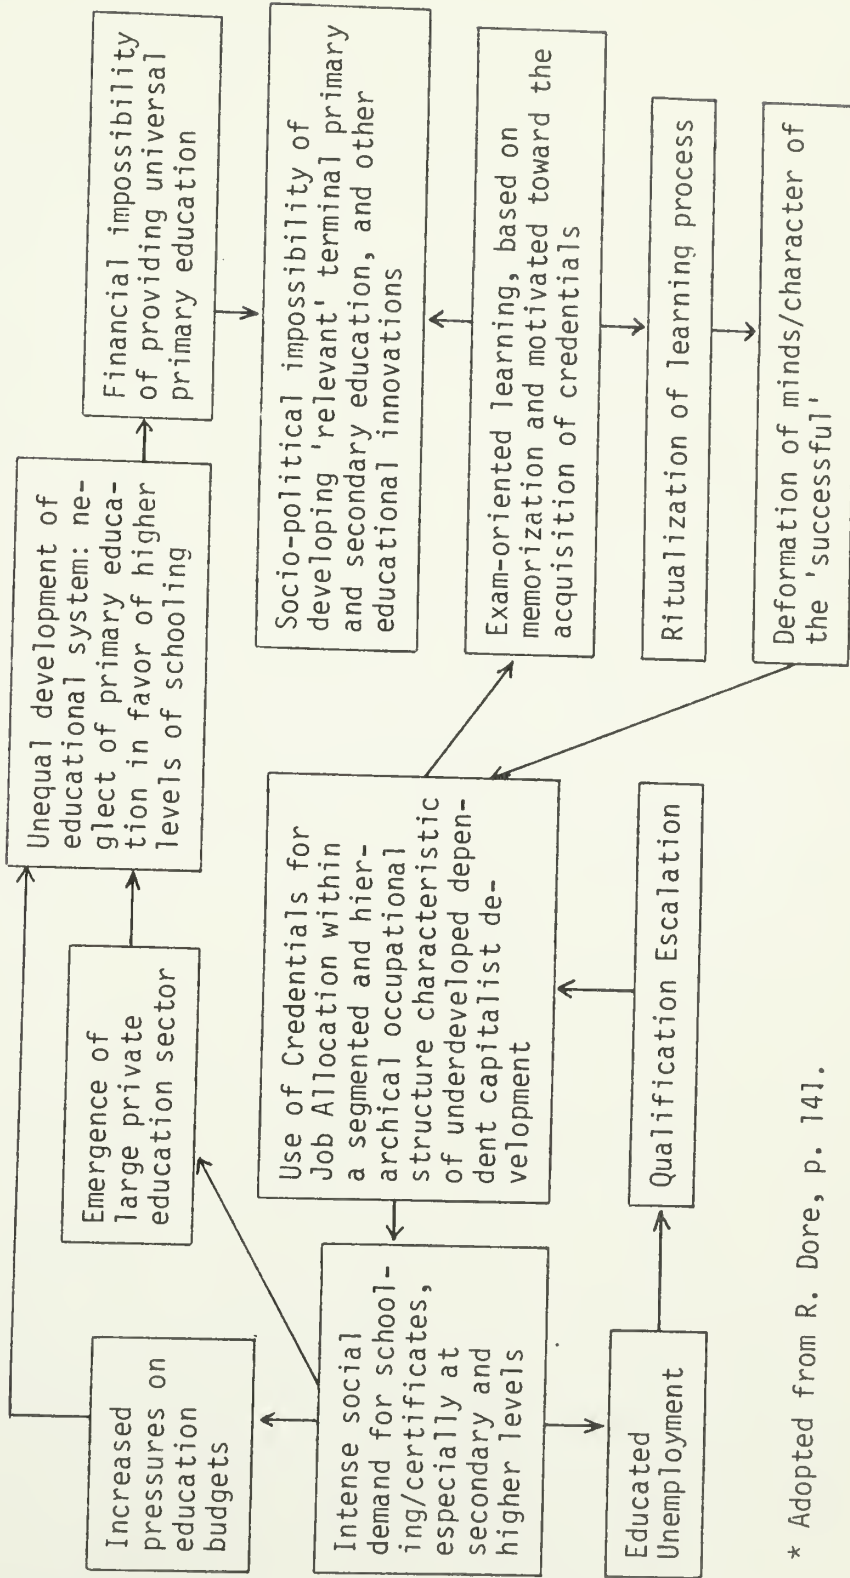 Increased
pressures on
education
budgets
Emergence of
large private
education sector
Unequal development of
educational system: ne-
glect of primary educa-
tion in favor of higher
levels of schooling
Financial impossibility
of providing universal
primary education
Intense social
demand for school-
ing/certificates,
especially at
secondary and
higher levels
Use of Credentials for
Job Allocation within
a segmented and hier-
archical occupational
structure characteristic
of underdeveloped depen-
dent capitalist de-
velopment
Socio-political impossibility of
developing 'relevant' terminal primary
and secondary education, and other
educational innovations
Exam-oriented learning, based on
memorization and motivated toward the
acquisition of credentials
Educated
Unemployment
Qualification Escalation
Ritualization of learning process
Deformation of minds/character of
the 'successful'
* Adopted from R. Dore, p. 141.